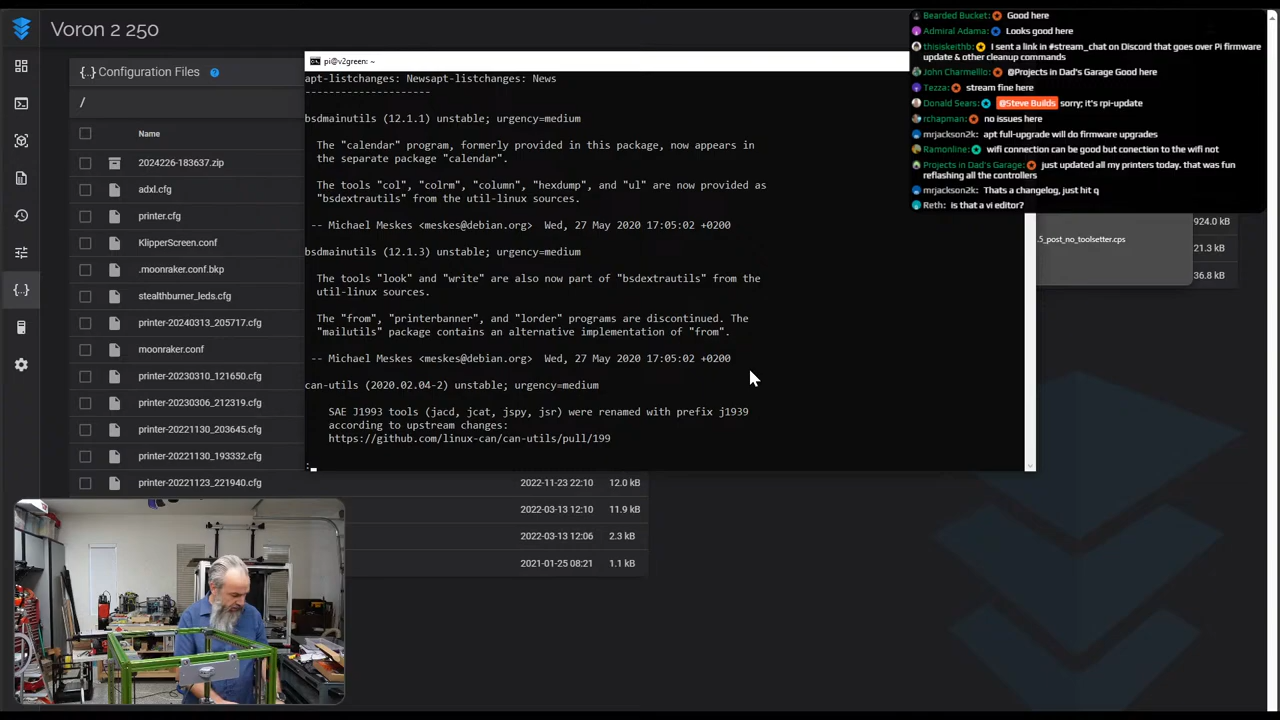 Voron 2 250
{..} Configuration Files
/
Name
2024226-183637.zip
adxl.cfg
printer.cfg
KlipperScreen.conf
.moonraker.conf.bkp
stealthburner_leds.cfg
printer-20240313_205717.cfg
moonraker.conf
printer-20230310_121650.cfg
printer-20230306_212319.cfg
printer-20221130_203645.cfg
printer-20221130_193332.cfg
printer-20221123_221940.cfg
2022-11-23 22:10 12.0 kB
2022-03-13 12:10 11.9 kB
2022-03-13 12:06 2.3 kB
2021-01-25 08:21 1.1 kB
pi@v2green: ~
apt-listchanges: Newsapt-listchanges: News
---------------------
bsdmainutils (12.1.1) unstable; urgency=medium
The "calendar" program, formerly provided in this package, now appears in
the separate package "calendar".
The tools "col", "colrm", "column", "hexdump", and "ul" are now provided as
"bsdextrautils" from the util-linux sources.
-- Michael Meskes <meskes@debian.org> Wed, 27 May 2020 17:05:02 +0200
bsdmainutils (12.1.3) unstable; urgency=medium
The tools "look" and "write" are also now part of "bsdextrautils" from the
util-linux sources.
The "from", "printerbanner", and "lorder" programs are discontinued. The
"mailutils" package contains an alternative implementation of "from".
-- Michael Meskes <meskes@debian.org> Wed, 27 May 2020 17:05:02 +0200
can-utils (2020.02.04-2) unstable; urgency=medium
SAE J1993 tools (jacd, jcat, jspy, jsr) were renamed with prefix j1939
according to upstream changes:
https://github.com/linux-can/can-utils/pull/199
:
Bearded Bucket: Good here
Admiral Adama: Looks good here
thisiskeithb: I sent a link in #stream_chat on Discord that goes over Pi firmware
update & other cleanup commands
John Charmelllo: @Projects in Dad's Garage Good here
Tezza: stream fine here
Donald Sears: @Steve Builds sorry; it's rpi-update
rchapman: no issues here
mrjackson2k: apt full-upgrade will do firmware upgrades
Ramonline: wifi connection can be good but conection to the wifi not
Projects in Dad's Garage: just updated all my printers today. that was fun
reflashing all the controllers
mrjackson2k: Thats a changelog, just hit q
Reth: is that a vi editor?
924.0 kB
.5_post_no_toolsetter.cps
21.3 kB
36.8 kB